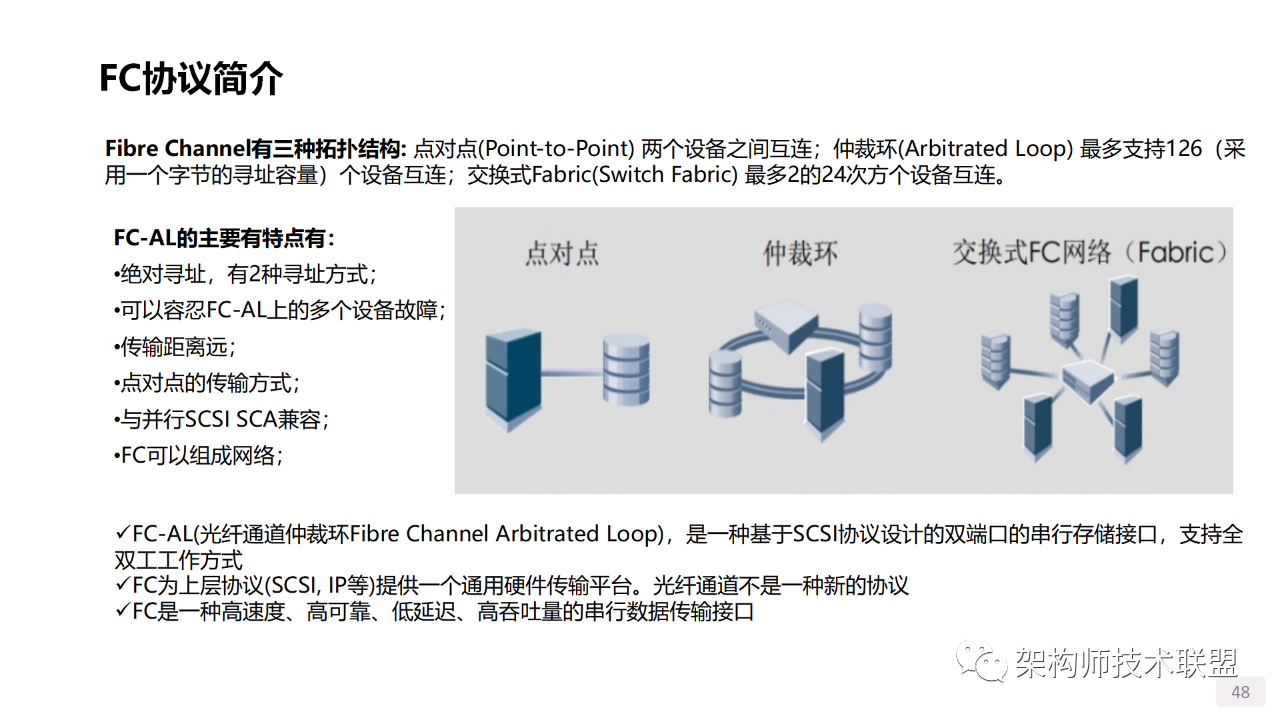 FC协议简介
Fibre Channel有三种拓扑结构: 点对点(Point-to-Point) 两个设备之间互连；仲裁环(Arbitrated Loop) 最多支持126（采
用一个字节的寻址容量）个设备互连；交换式Fabric(Switch Fabric) 最多2的24次方个设备互连。
FC-AL的主要有特点有：
•绝对寻址，有2种寻址方式；
•可以容忍FC-AL上的多个设备故障；
•传输距离远；
•点对点的传输方式；
•与并行SCSI SCA兼容；
•FC可以组成网络；
点对点
仲裁环
交换式FC网络（Fabric）
✓FC-AL(光纤通道仲裁环Fibre Channel Arbitrated Loop)，是一种基于SCSI协议设计的双端口的串行存储接口，支持全
双工工作方式
✓FC为上层协议(SCSI, IP等)提供一个通用硬件传输平台。光纤通道不是一种新的协议
✓FC是一种高速度、高可靠、低延迟、高吞吐量的串行数据传输接口
架构师技术联盟
48